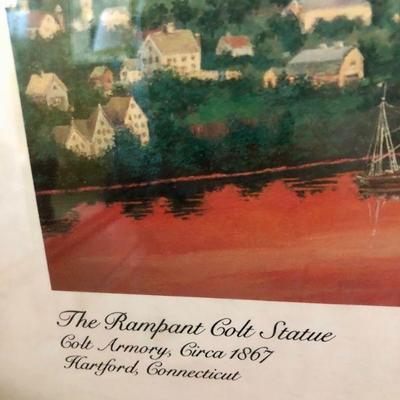 The Rampant Colt Statue
Colt Armory, Circa 1867
Hartford, Connecticut